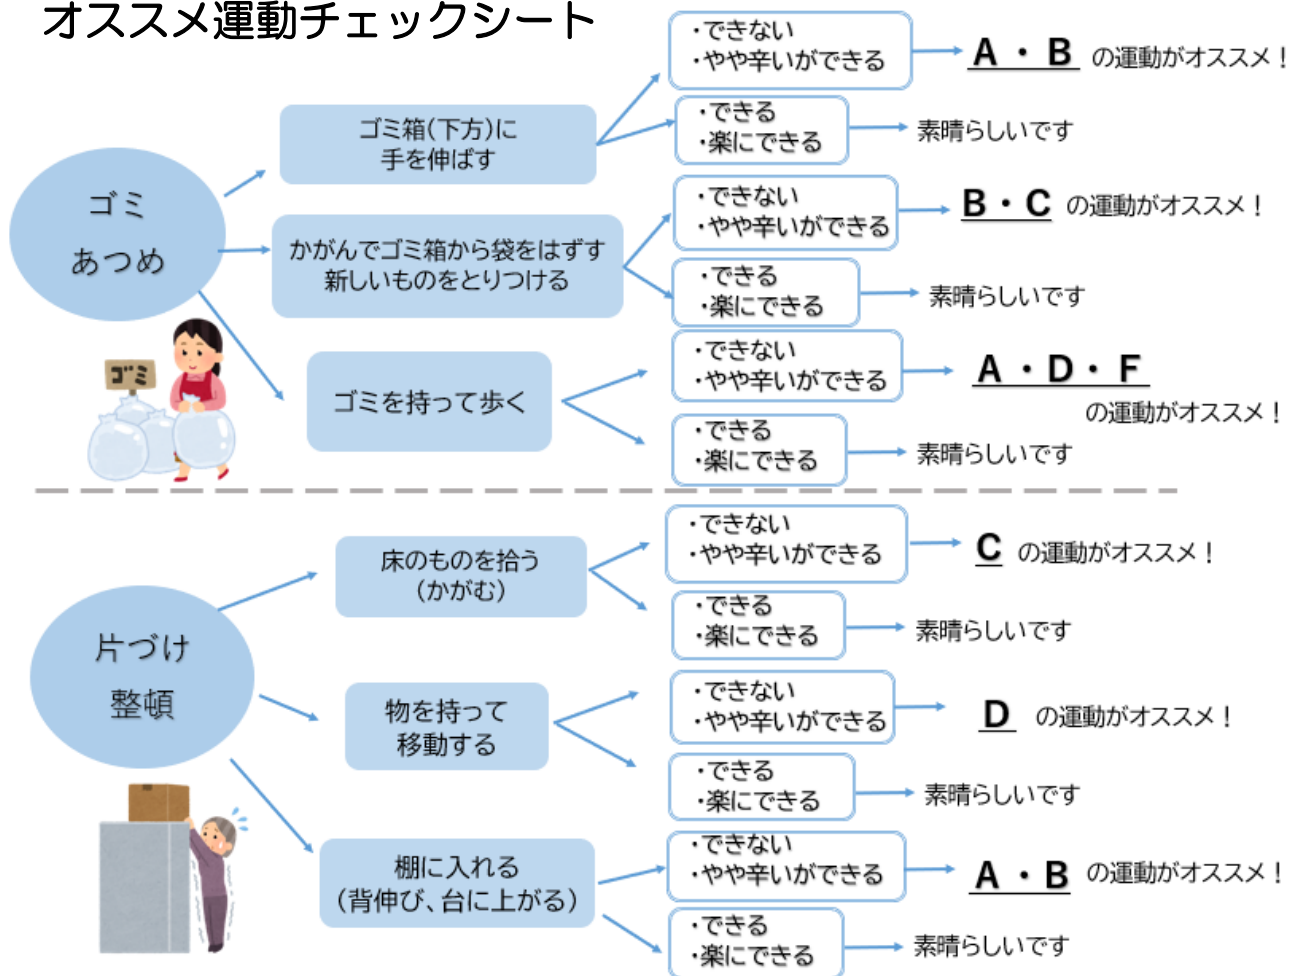 オススメ運動チェックシート
ゴミ
あつめ
ゴミ
ゴミ箱(下方)に
手を伸ばす
・できない
・やや辛いができる
A・B の運動がオススメ！
・できる
・楽にできる
素晴らしいです
かがんでゴミ箱から袋をはずす
新しいものをとりつける
・できない
・やや辛いができる
B・C の運動がオススメ！
・できる
・楽にできる
素晴らしいです
ゴミを持って歩く
・できない
・やや辛いができる
A・D・F
の運動がオススメ！
・できる
・楽にできる
素晴らしいです
片づけ
整頓
床のものを拾う
(かがむ)
・できない
・やや辛いができる
C の運動がオススメ！
・できる
・楽にできる
素晴らしいです
物を持って
移動する
・できない
・やや辛いができる
D の運動がオススメ！
・できる
・楽にできる
素晴らしいです
棚に入れる
(背伸び、台に上がる)
・できない
・やや辛いができる
A・B の運動がオススメ！
・できる
・楽にできる
素晴らしいです